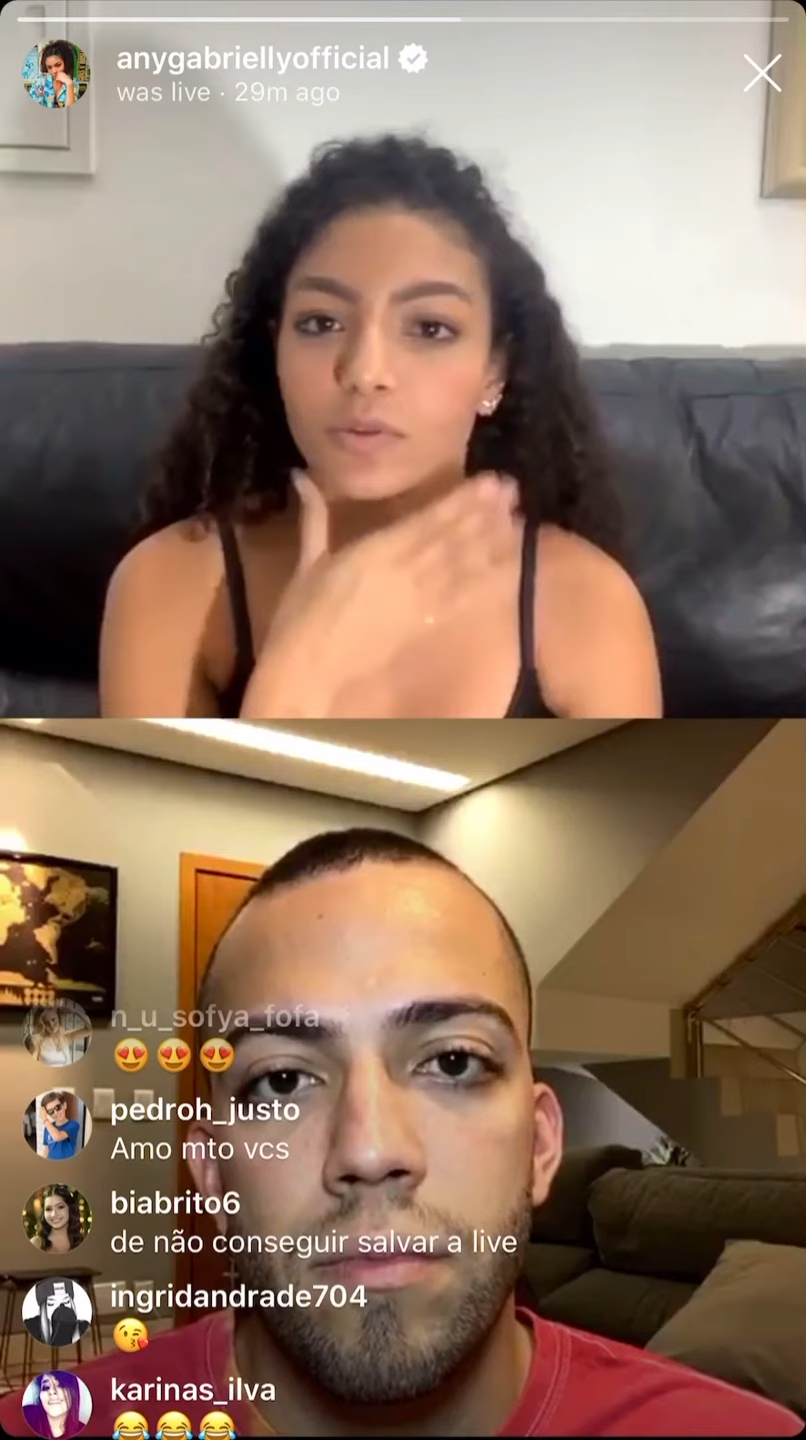 anygabriellyofficial
was live · 29m ago
n_u_sofya_fofa
😍😍😍
pedroh_justo
Amo mto vcs
biabrito6
de não conseguir salvar a live
ingridandrade704
😘
karinas_ilva
😂😂😂